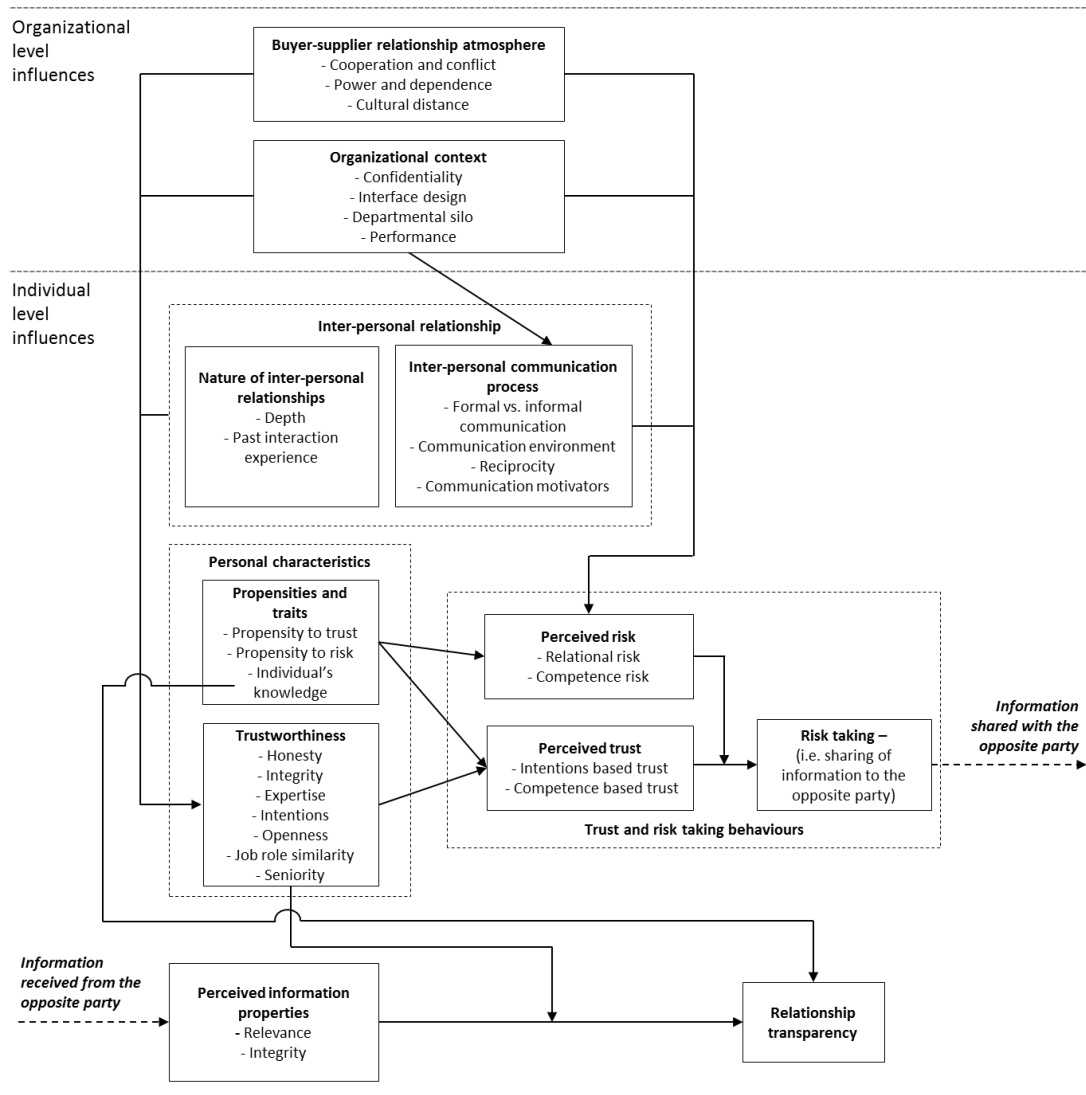 Organizational
level
influences
Buyer-supplier relationship atmosphere
- Cooperation and conflict
- Power and dependence
- Cultural distance
Organizational context
- Confidentiality
- Interface design
- Departmental silo
- Performance
Individual
level
influences
Inter-personal relationship
Nature of inter-personal
relationships
- Depth
- Past interaction
experience
Inter-personal communication
process
- Formal vs. informal
communication
- Communication environment
- Reciprocity
- Communication motivators
Personal characteristics
Propensities and
traits
- Propensity to trust
- Propensity to risk
- Individual's
knowledge
Trustworthiness
- Honesty
- Integrity
- Expertise
- Intentions
- Openness
- Job role similarity
- Seniority
Perceived risk
- Relational risk
- Competence risk
Perceived trust
- Intentions based trust
- Competence based trust
Risk taking –
(i.e. sharing of
information to the
opposite party)
Trust and risk taking behaviours
Information
shared with the
opposite party
Information
received from the
opposite party
Perceived information
properties
- Relevance
- Integrity
Relationship
transparency